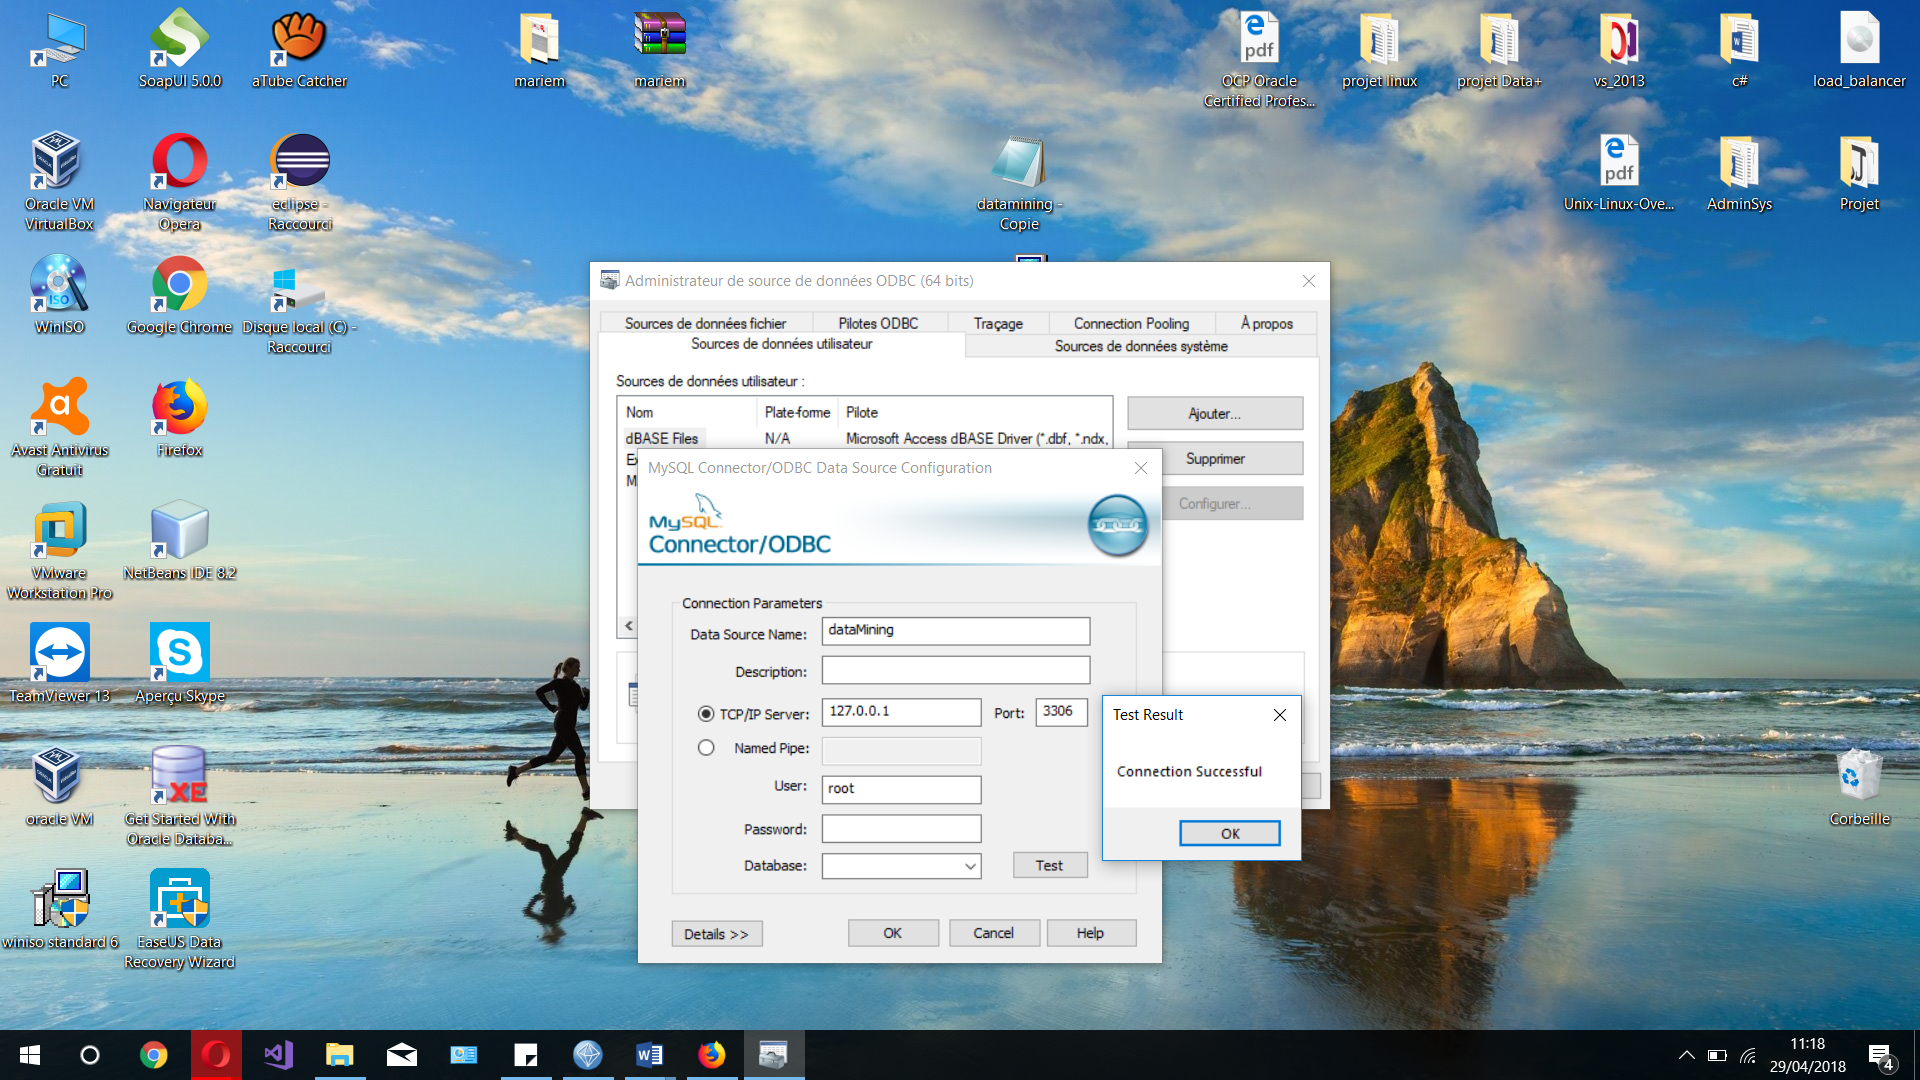 PC
SoapUI 5.0.0
aTube Catcher
mariem
mariem
OCP Oracle
Certified Profes...
projet linux
projet Data+
vs_2013
c#
load_balancer
Oracle VM
VirtualBox
Navigateur
Opera
eclipse -
Raccourci
datamining -
Copie
Unix-Linux-Ove...
AdminSys
Projet
WinISO
Google Chrome
Disque local (C) -
Raccourci
Avast Antivirus
Gratuit
Firefox
VMware
Workstation Pro
NetBeans IDE 8.2
TeamViewer 13
Aperçu Skype
oracle VM
Get Started With
Oracle Databa...
winiso standard 6
EaseUS Data
Recovery Wizard
Corbeille
Administrateur de source de données ODBC (64 bits)
Sources de données fichier
Pilotes ODBC
Traçage
Connection Pooling
À propos
Sources de données utilisateur
Sources de données système
Sources de données utilisateur :
Nom
Plate-forme
Pilote
dBASE Files
N/A
Microsoft Access dBASE Driver (*.dbf, *.ndx,
Ajouter...
Supprimer
Configurer...
MySQL Connector/ODBC Data Source Configuration
MySQL
Connector/ODBC
Connection Parameters
Data Source Name: dataMining
Description:
TCP/IP Server: 127.0.0.1 Port: 3306
Named Pipe:
User: root
Password:
Database:
Test
Details >>
OK
Cancel
Help
Test Result
Connection Successful
OK
11:18
29/04/2018
4